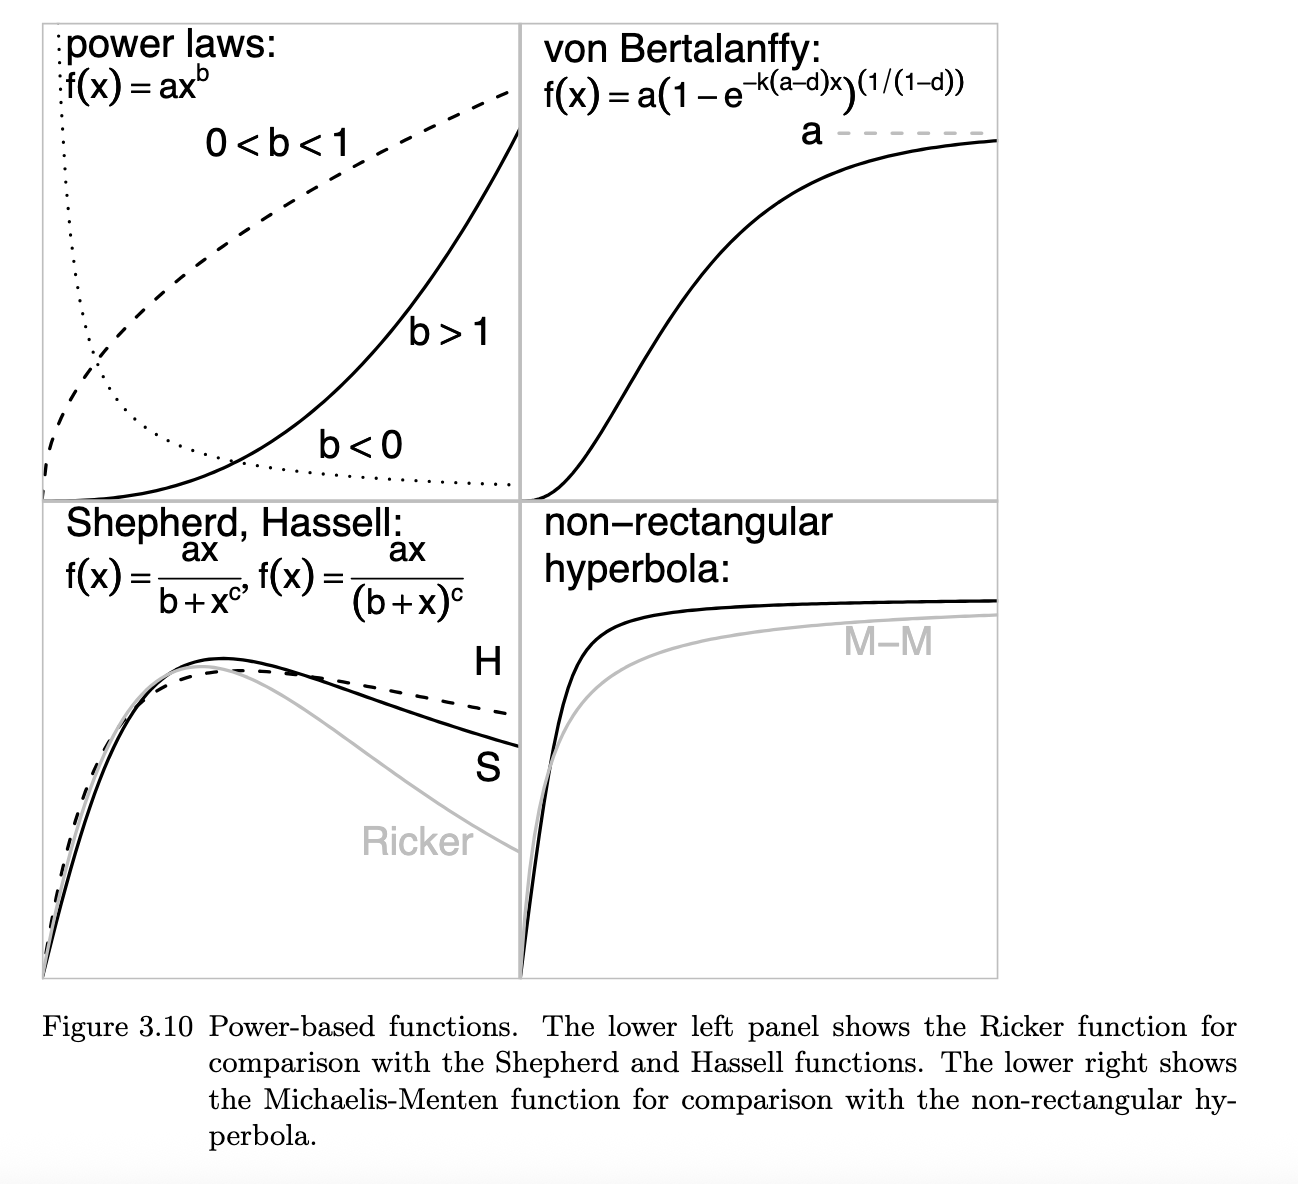 power laws:
f(x) = ax^b
0 < b < 1
b > 1
b < 0
von Bertalanffy:
f(x) = a(1 − e^(−k(a−d)x))^(1/(1−d))
a
Shepherd, Hassell:
f(x) = ax/(b + x^c), f(x) = ax/(b + x)^c
H
S
Ricker
non−rectangular
hyperbola:
M−M
Figure 3.10 Power-based functions. The lower left panel shows the Ricker function for
comparison with the Shepherd and Hassell functions. The lower right shows
the Michaelis-Menten function for comparison with the non-rectangular hy-
perbola.